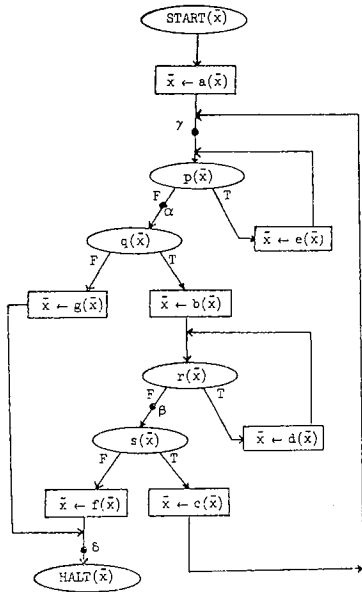 START(x̄)
x̄ ← a(x̄)
γ
p(x̄)
F T
α
q(x̄)
x̄ ← e(x̄)
F T
x̄ ← g(x̄) x̄ ← b(x̄)
r(x̄)
F T
β
s(x̄)
x̄ ← d(x̄)
F T
x̄ ← f(x̄) x̄ ← c(x̄)
δ
HALT(x̄)